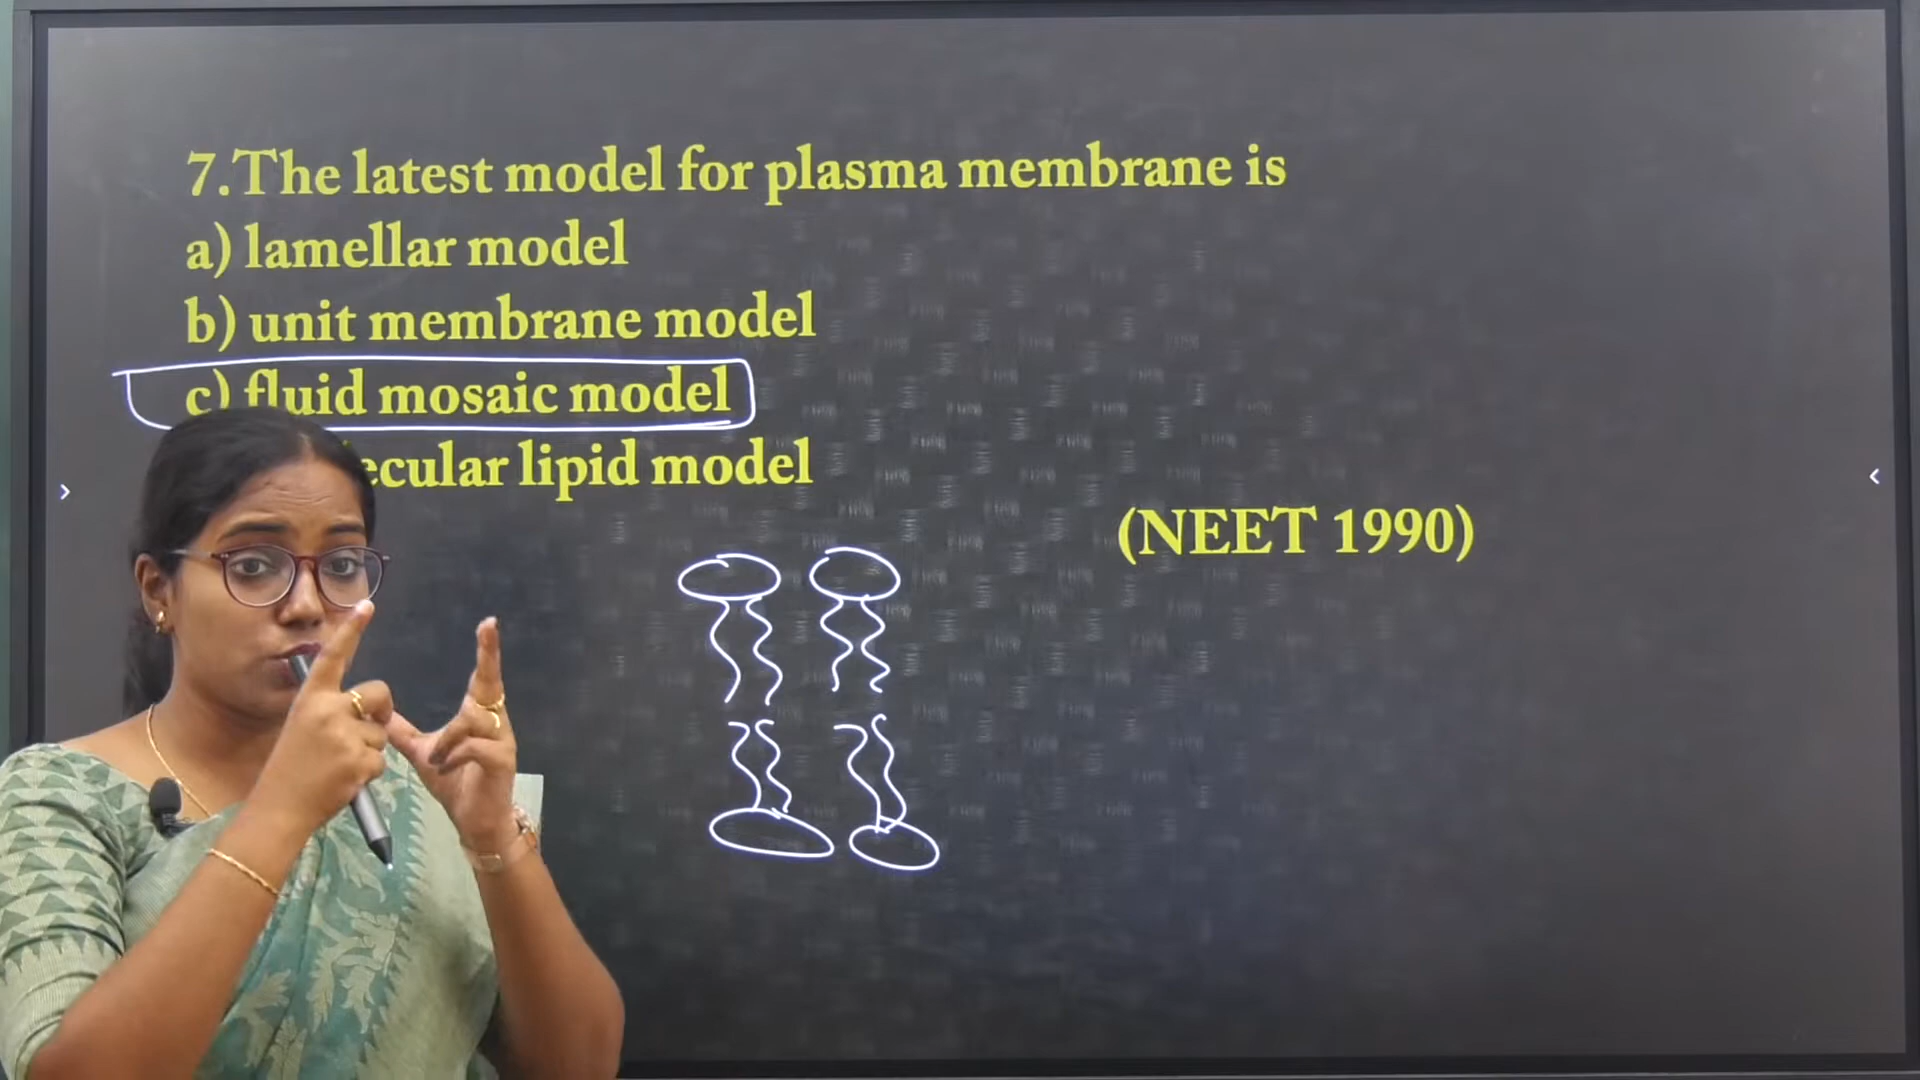 7.The latest model for plasma membrane is
a) lamellar model
b) unit membrane model
c) fluid mosaic model
lipid model
(NEET 1990)